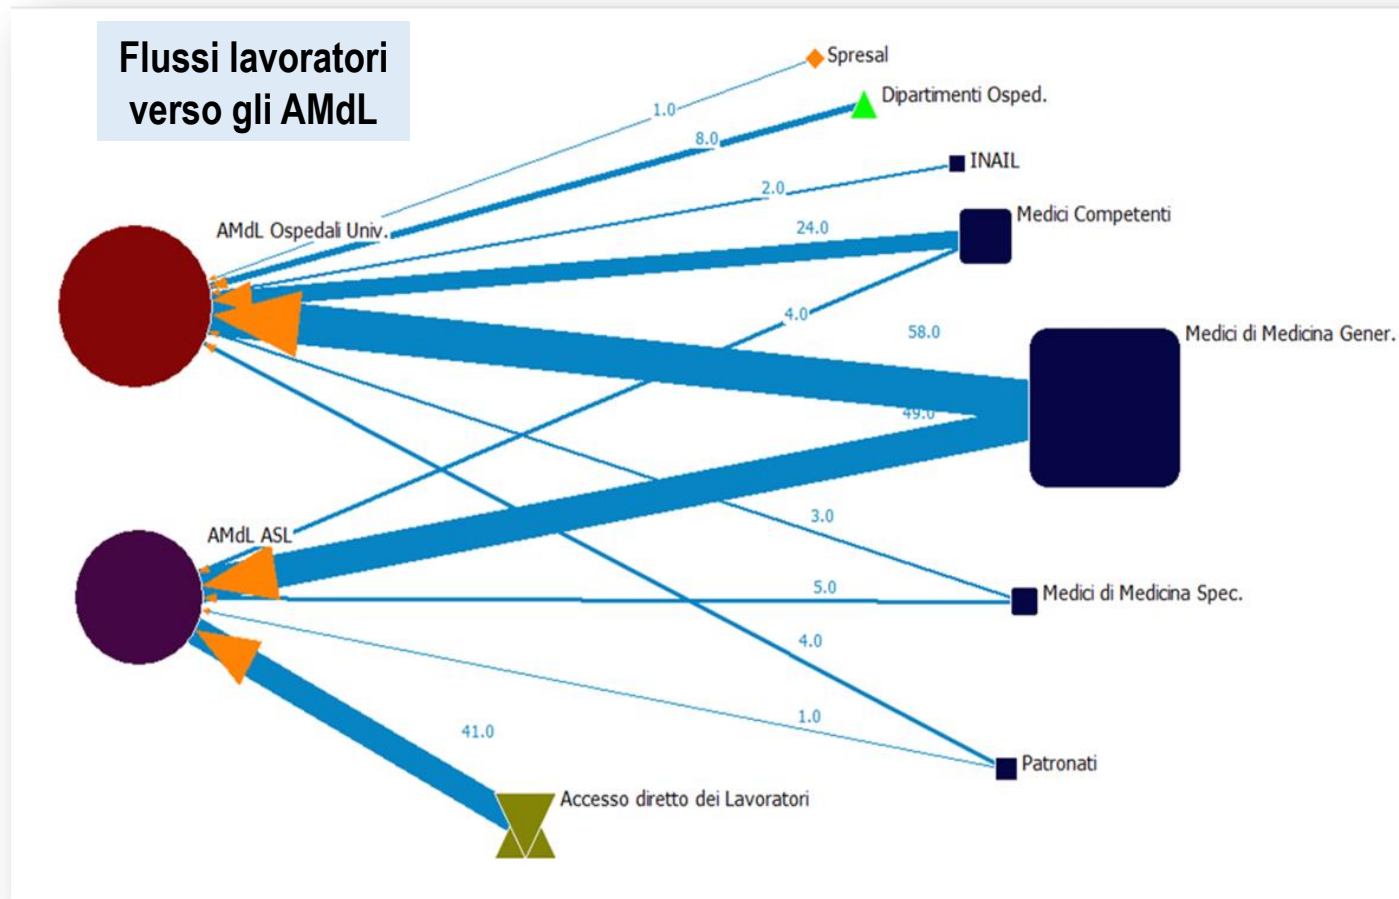 Flussi lavoratori
verso gli AMdL
Spresal
Dipartimenti Osped.
1.0
8.0
INAIL
2.0
Medici Competenti
24.0
AMdL Ospedali Univ.
4.0
58.0
Medici di Medicina Gener.
49.0
3.0
AMdL ASL
5.0
Medici di Medicina Spec.
4.0
1.0
41.0
Patronati
Accesso diretto dei Lavoratori